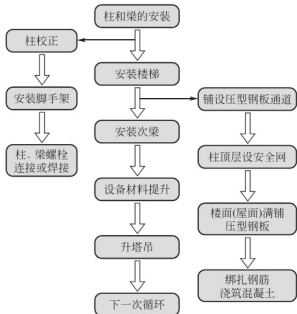 柱和梁的安装
柱校正
安装楼梯
安装脚手架
铺设压型钢板通道
安装次梁
柱、梁螺栓
连接或焊接
柱顶层设安全网
设备材料提升
楼面(屋面)满铺
压型钢板
升塔吊
绑扎钢筋
浇筑混凝土
下一次循环